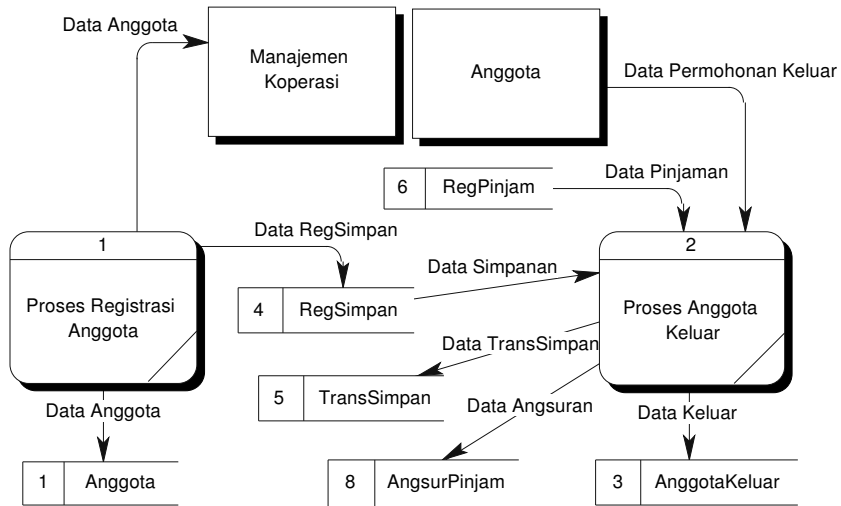 Data Anggota
Manajemen
Koperasi
Anggota
Data Permohonan Keluar
6 RegPinjam
Data Pinjaman
1
Proses Registrasi
Anggota
Data RegSimpan
4 RegSimpan
Data Simpanan
2
Proses Anggota
Keluar
Data TransSimpan
5 TransSimpan
Data Anggota
1 Anggota
Data Angsuran
8 AngsurPinjam
Data Keluar
3 AnggotaKeluar